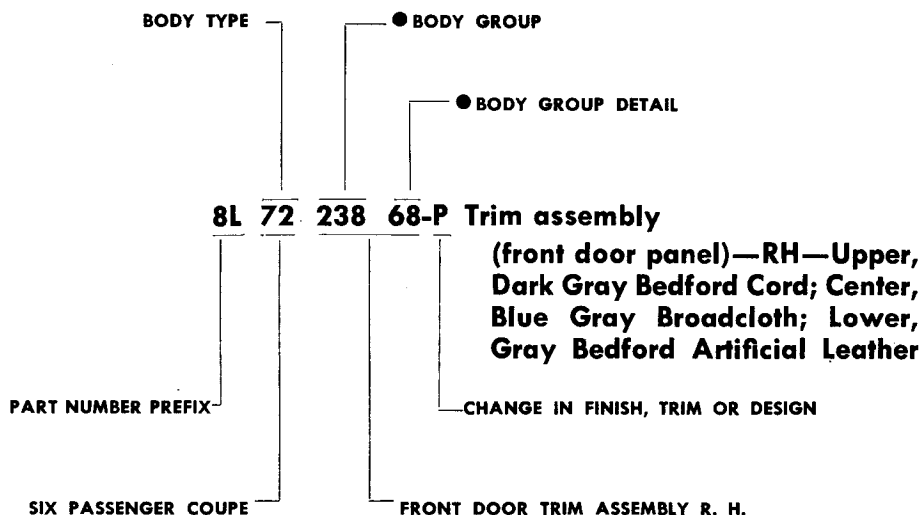 BODY TYPE
● BODY GROUP
● BODY GROUP DETAIL
8L 72 238 68-P Trim assembly
(front door panel)—RH—Upper,
Dark Gray Bedford Cord; Center,
Blue Gray Broadcloth; Lower,
Gray Bedford Artificial Leather
PART NUMBER PREFIX
CHANGE IN FINISH, TRIM OR DESIGN
SIX PASSENGER COUPE
FRONT DOOR TRIM ASSEMBLY R. H.